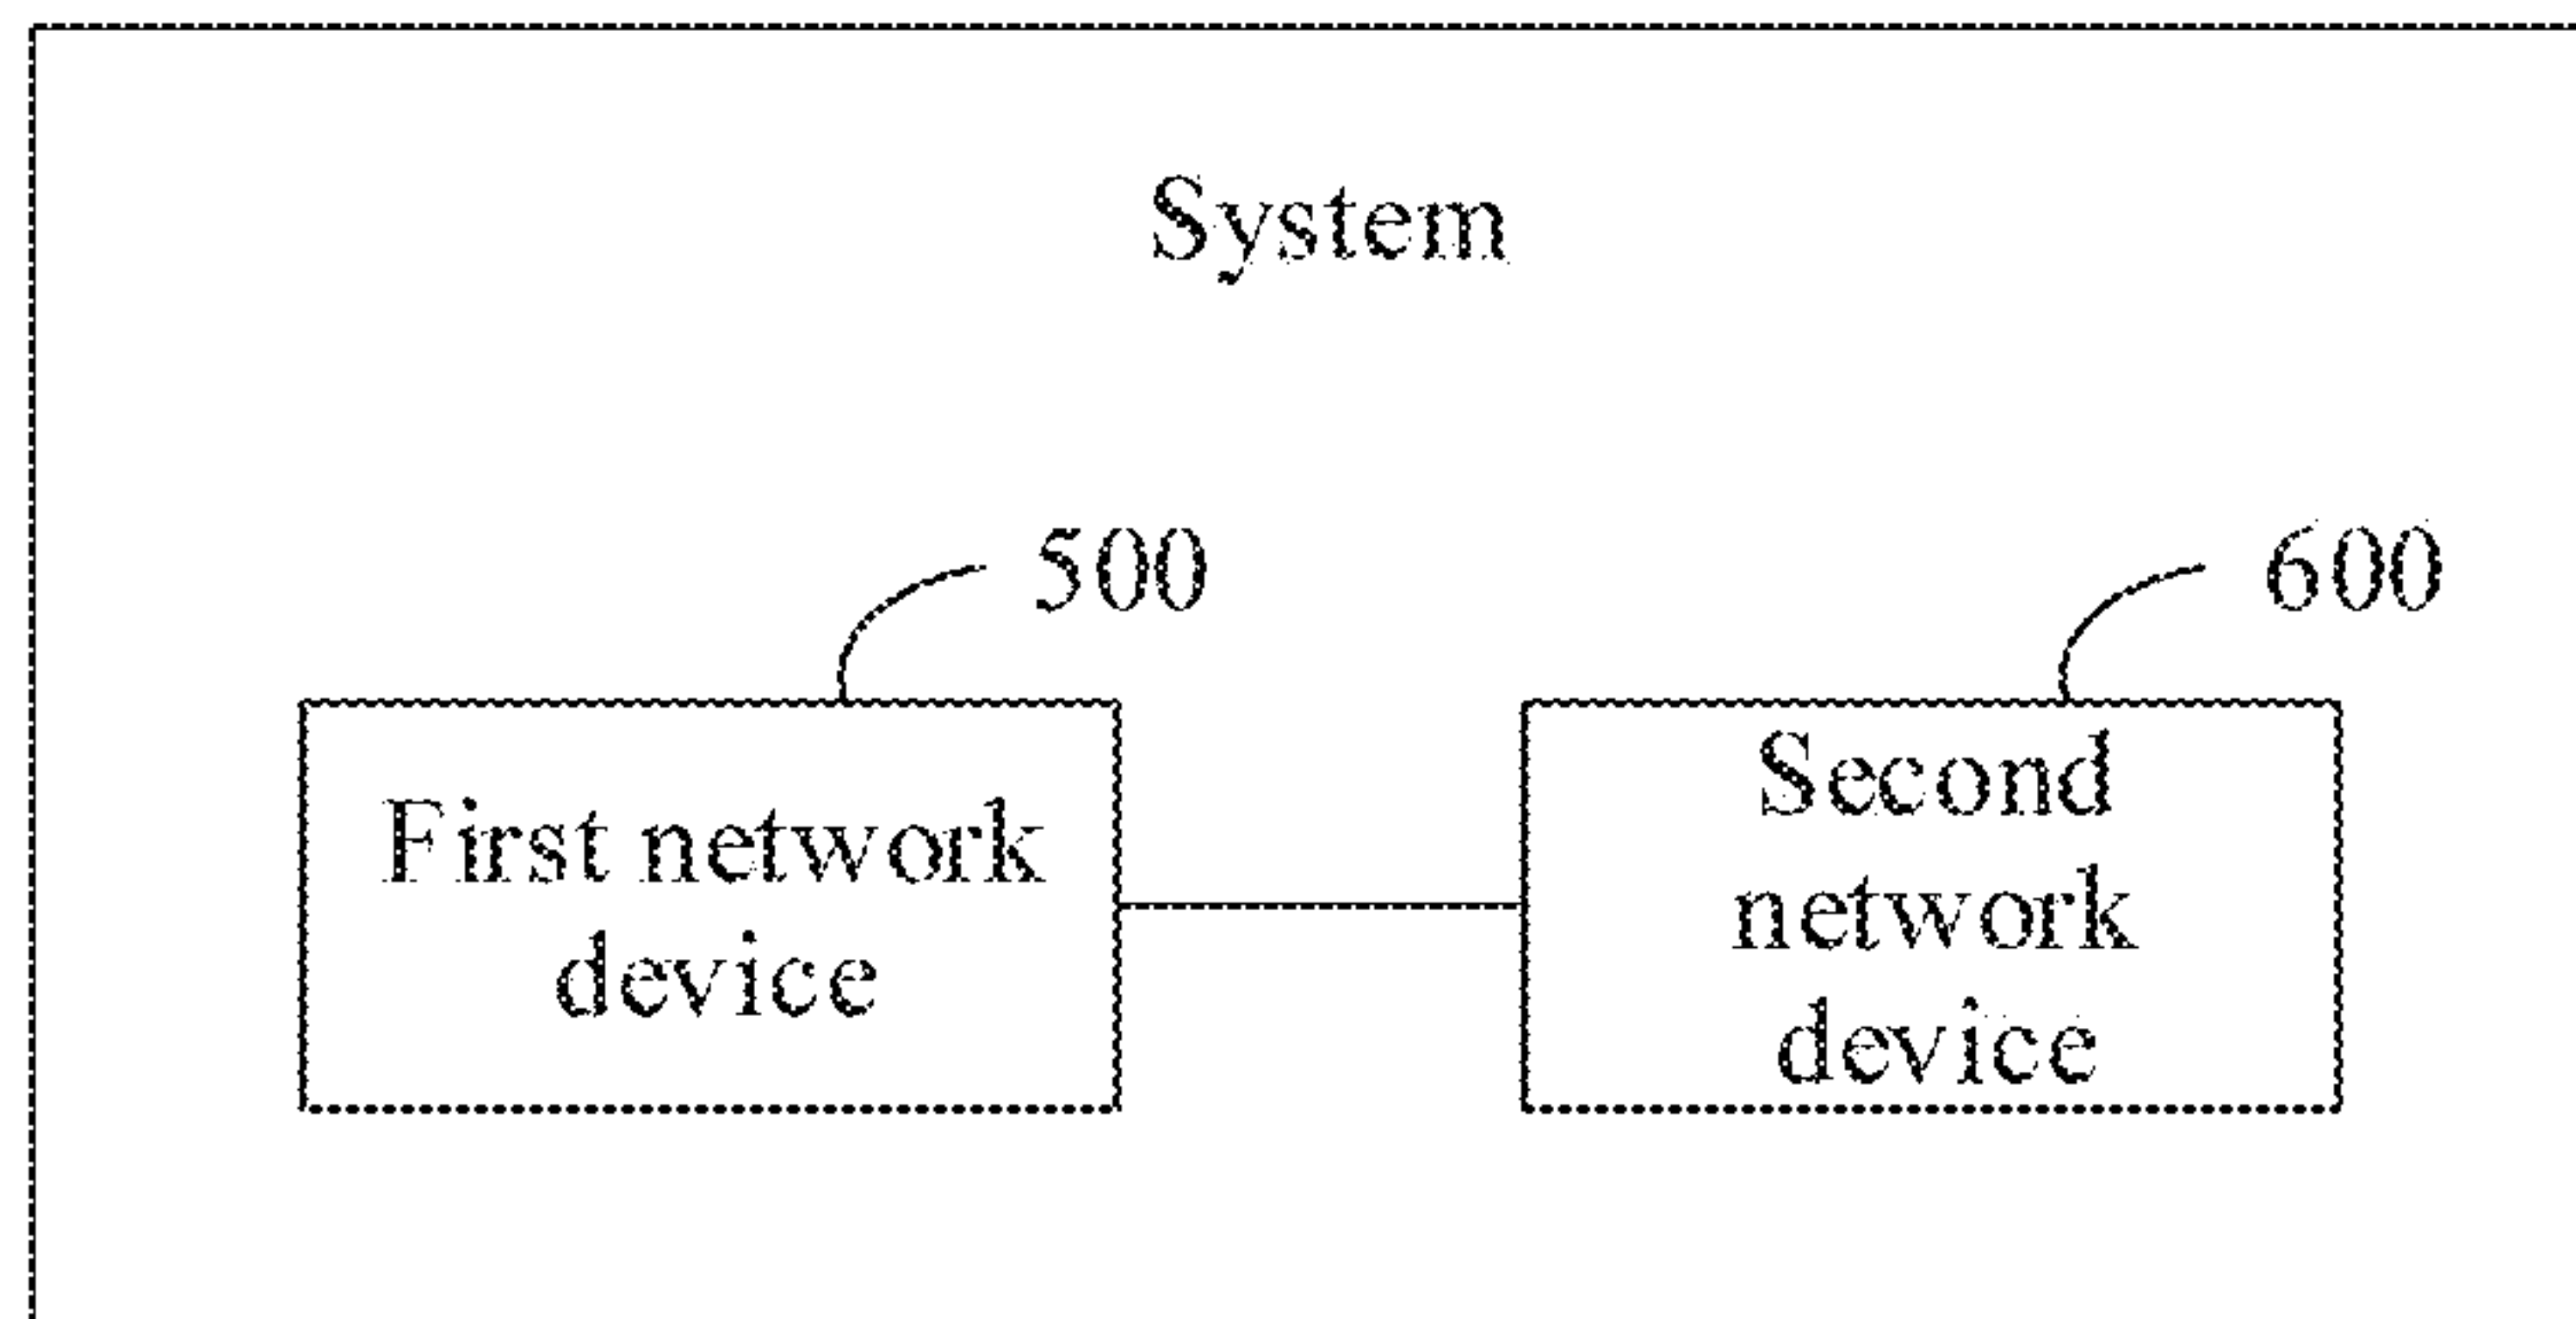 System
500
600
First network
device
Second
network
device